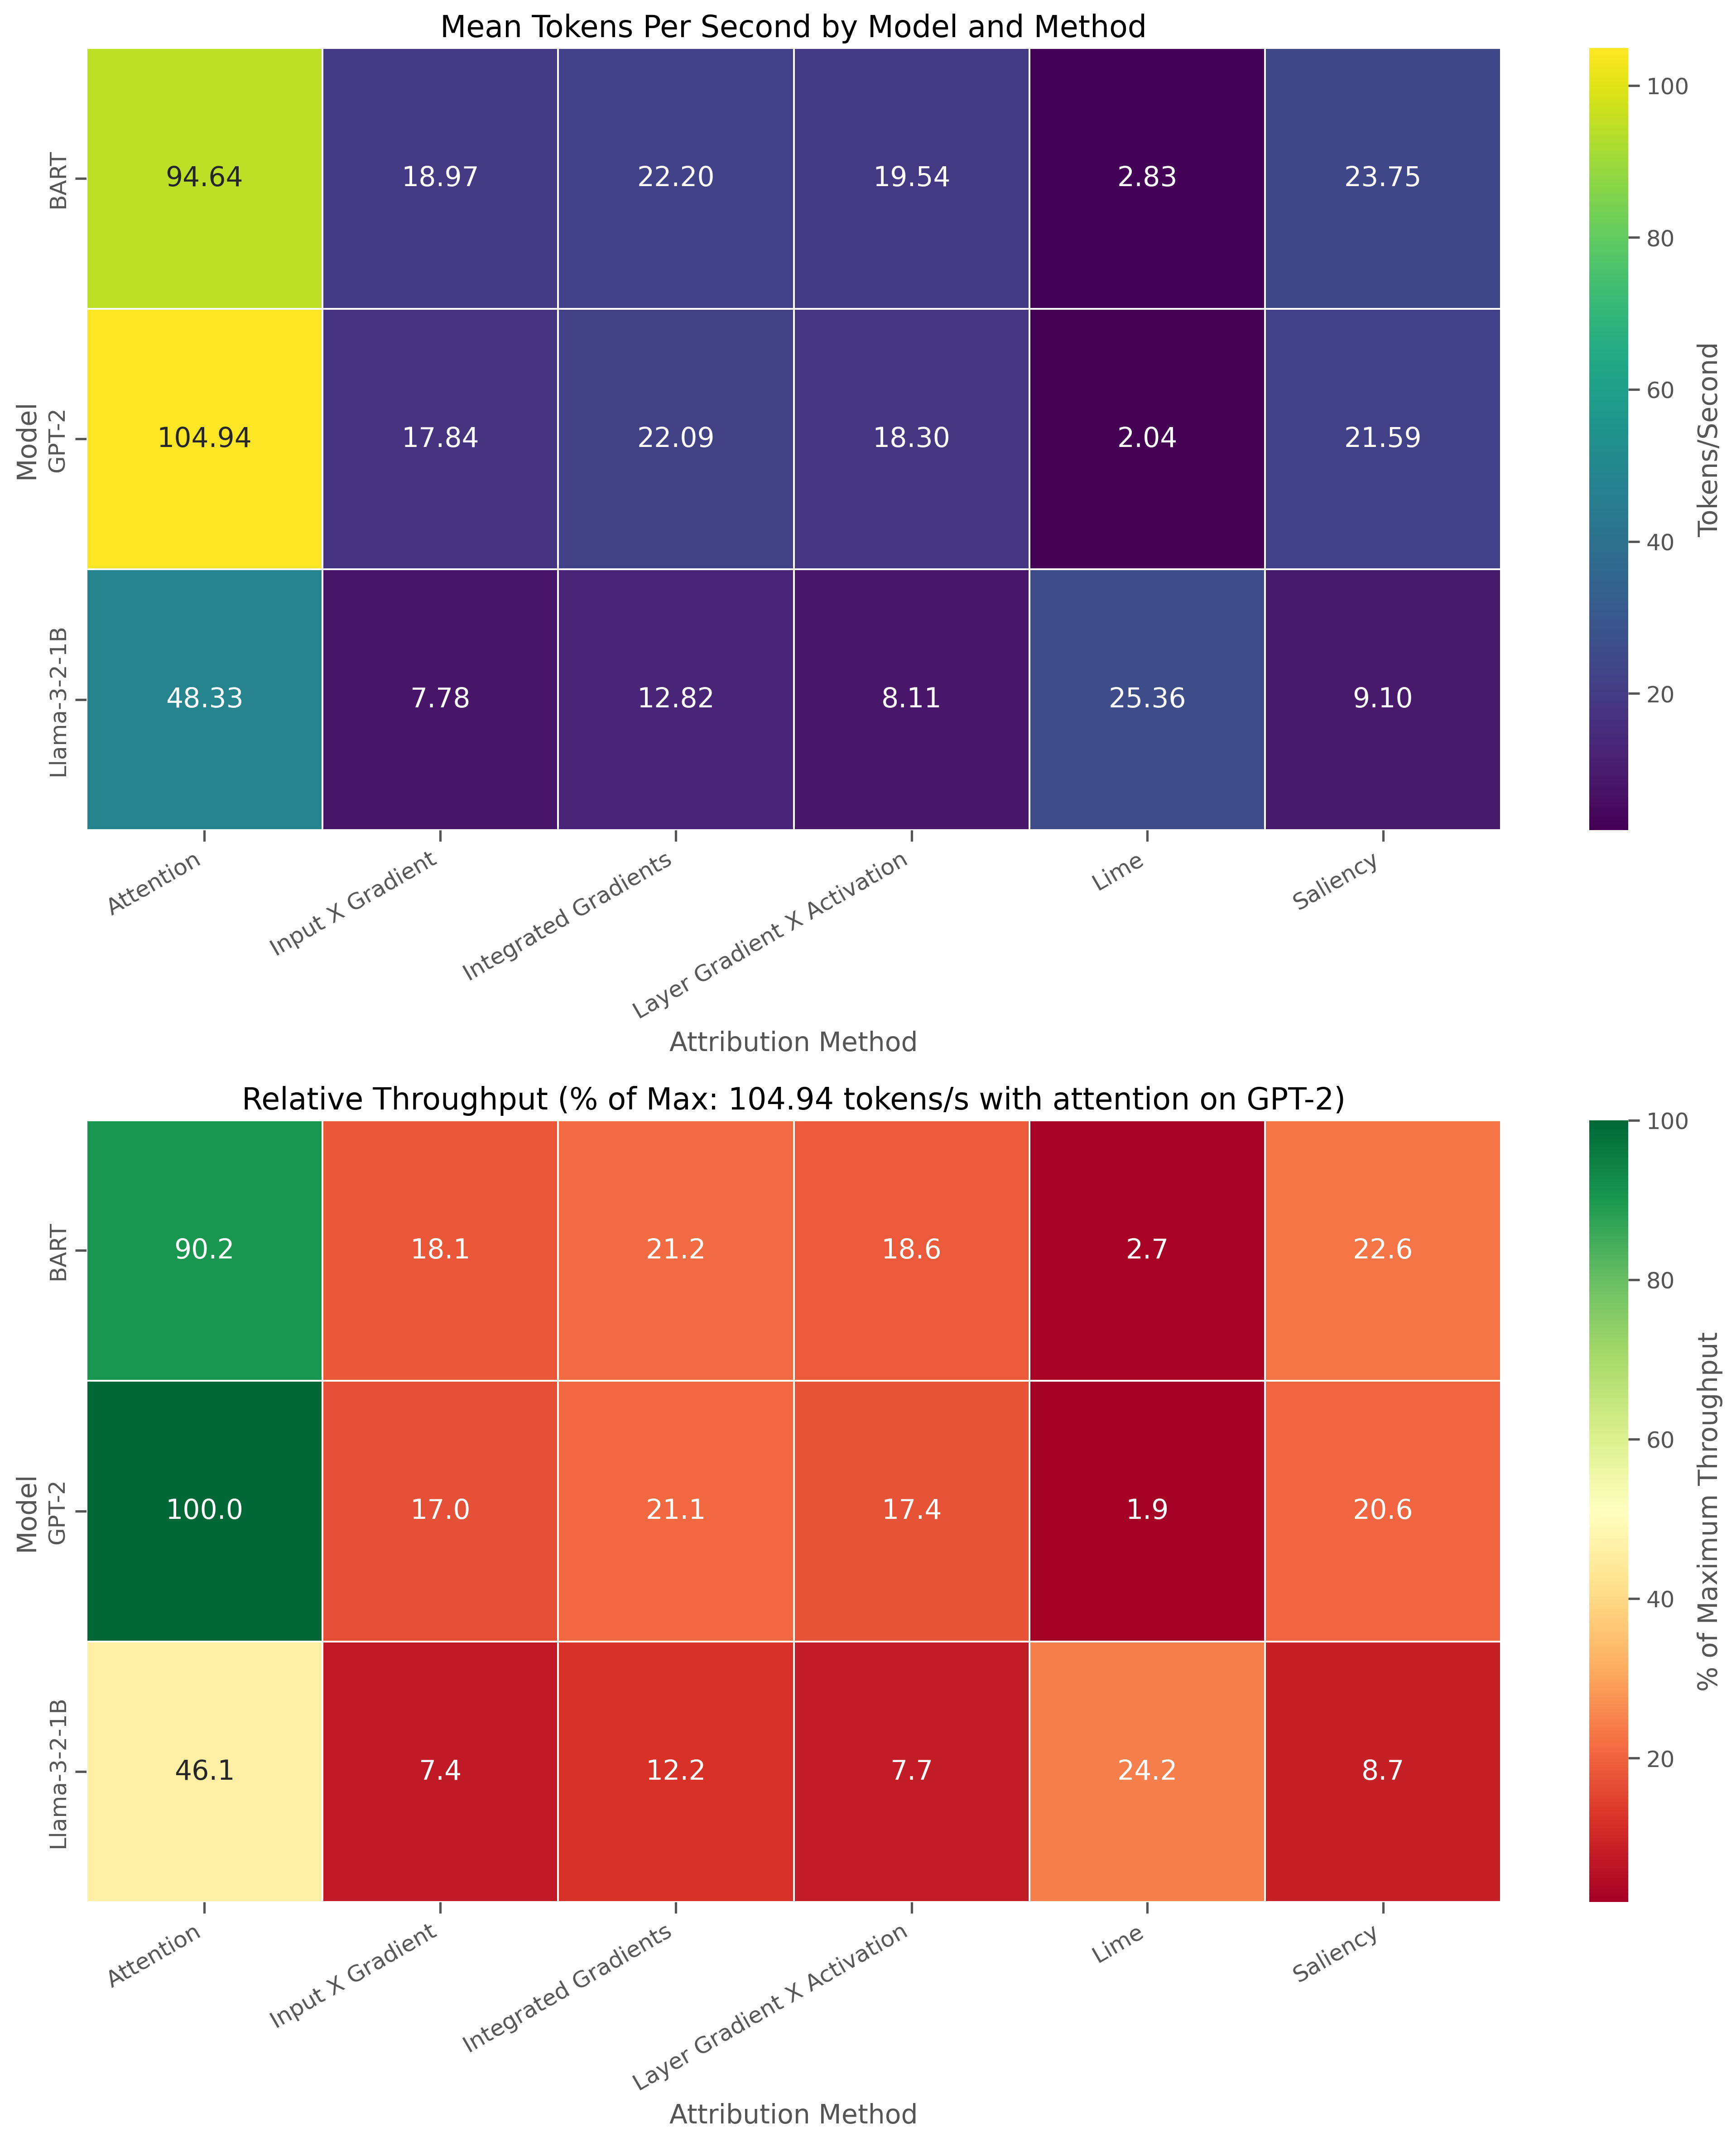 Mean Tokens Per Second by Model and Method
BART
94.64 18.97 22.20 19.54 2.83 23.75
Model
GPT-2
104.94 17.84 22.09 18.30 2.04 21.59
Llama-3-2-1B
48.33 7.78 12.82 8.11 25.36 9.10
Attention
Input X Gradient
Integrated Gradients
Layer Gradient X Activation
Lime
Saliency
Attribution Method
100
80
60
40
20
Tokens/Second
Relative Throughput (% of Max: 104.94 tokens/s with attention on GPT-2)
BART
90.2 18.1 21.2 18.6 2.7 22.6
Model
GPT-2
100.0 17.0 21.1 17.4 1.9 20.6
Llama-3-2-1B
46.1 7.4 12.2 7.7 24.2 8.7
Attention
Input X Gradient
Integrated Gradients
Layer Gradient X Activation
Lime
Saliency
Attribution Method
100
80
60
40
20
% of Maximum Throughput